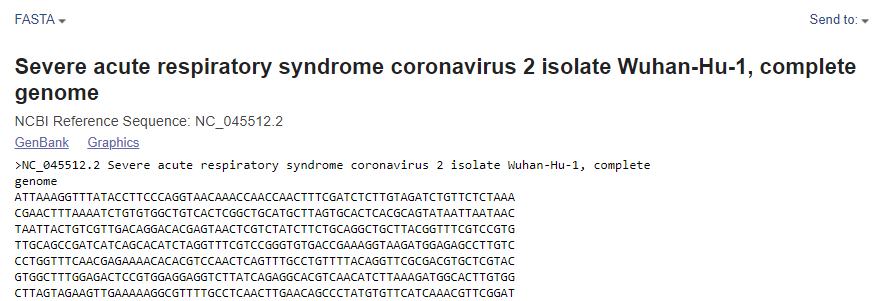 FASTA
Send to:
Severe acute respiratory syndrome coronavirus 2 isolate Wuhan-Hu-1, complete
genome
NCBI Reference Sequence: NC_045512.2
GenBank Graphics
>NC_045512.2 Severe acute respiratory syndrome coronavirus 2 isolate Wuhan-Hu-1, complete
genome
ATTAAAGGTTTATACCTTCCCAGGTAACAAACCAACCAACTTTCGATCTCTTGTAGATCTGTTCTCTAAA
CGAACTTTAAAATCTGTGTGGCTGTCACTCGGCTGCATGCTTAGTGCACTCACGCAGTATAATTAATAAC
TAATTACTGTCGTTGACAGGACACGAGTAACTCGTCTATCTTCTGCAGGCTGCTTACGGTTTCGTCCGTG
TTGCAGCCGATCATCAGCACATCTAGGTTTCGTCCGGGTGTGACCGAAAGGTAAGATGGAGAGCCTTGTC
CCTGGTTTCAACGAGAAAACACACGTCCAACTCAGTTTGCCTGTTTTACAGGTTCGCGACGTGCTCGTAC
GTGGCTTTGGAGACTCCGTGGAGGAGGTCTTATCAGAGGCACGTCAACATCTTAAAGATGGCACTTGTGG
CTTAGTAGAAGTTGAAAAAGGCGTTTTGCCTCAACTTGAACAGCCCTATGTGTTCATCAAACGTTCGGAT